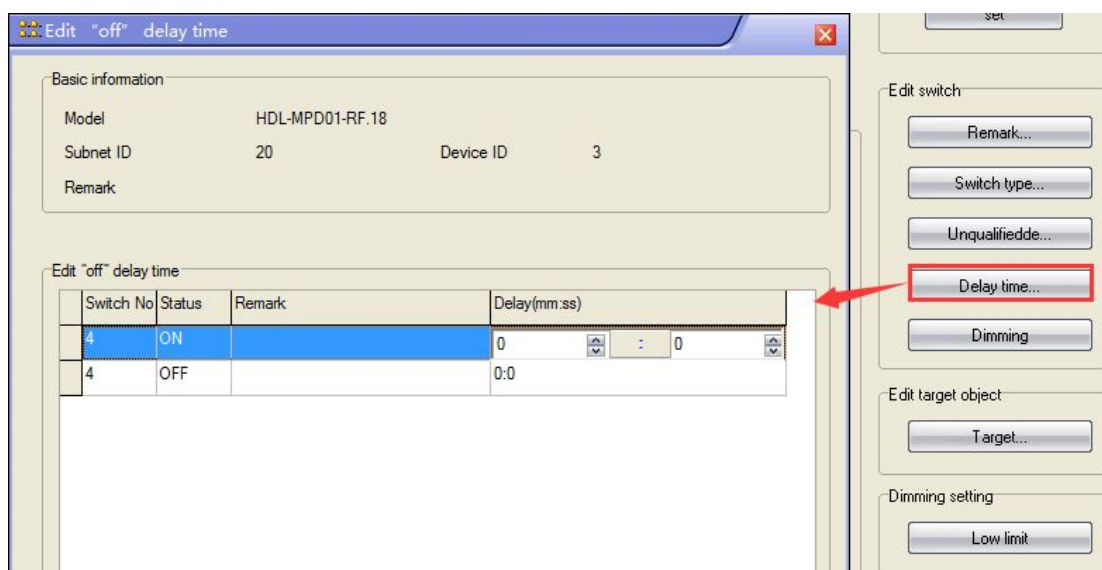 Edit “off” delay time
Basic information
Model HDL-MPD01-RF.18
Subnet ID 20 Device ID 3
Remark
Edit "off" delay time
Switch No Status Remark Delay(mm:ss)
4 ON 0 : 0
4 OFF 0:0
set
Edit switch
Remark...
Switch type...
Unqualifiedde...
Delay time...
Dimming
Edit target object
Target...
Dimming setting
Low limit